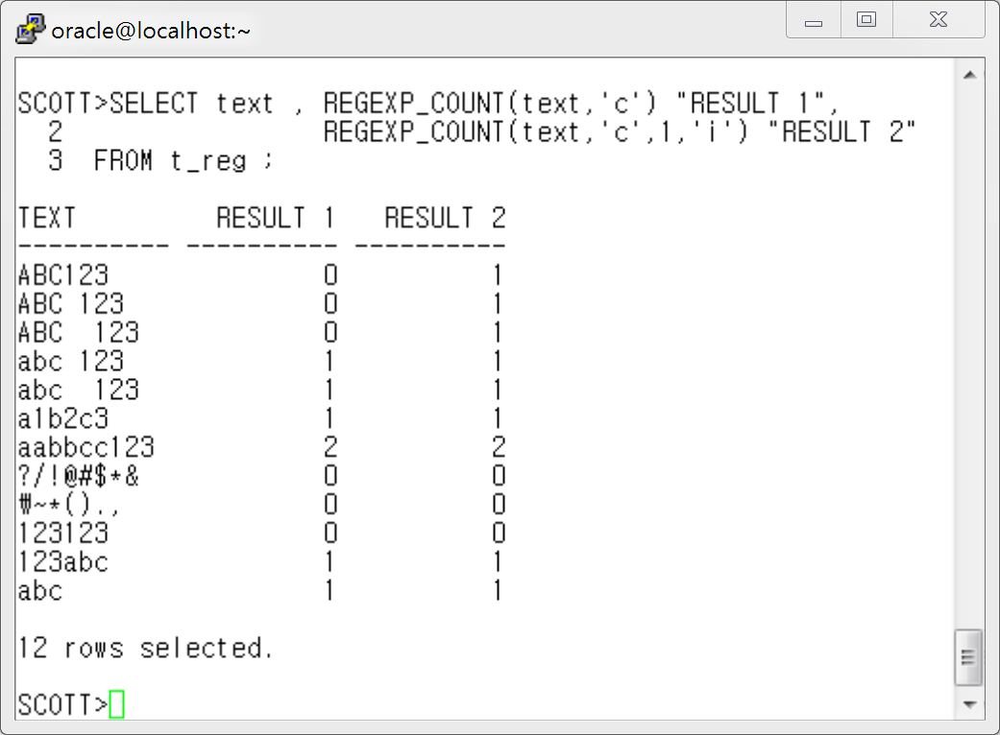 oracle@localhost:~
SCOTT>SELECT text , REGEXP_COUNT(text,'c') "RESULT 1",
  2                 REGEXP_COUNT(text,'c',1,'i') "RESULT 2"
  3  FROM t_reg ;
TEXT         RESULT 1   RESULT 2
---------- ---------- ----------
ABC123              0          1
ABC 123             0          1
ABC  123            0          1
abc 123             1          1
abc  123            1          1
a1b2c3              1          1
aabbcc123           2          2
?/!@#$*&            0          0
₩~*().,             0          0
123123              0          0
123abc              1          1
abc                 1          1
12 rows selected.
SCOTT>